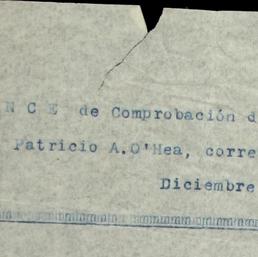 N C E de Comprobación d
Patricio A.O'Hea, corre
Diciembre